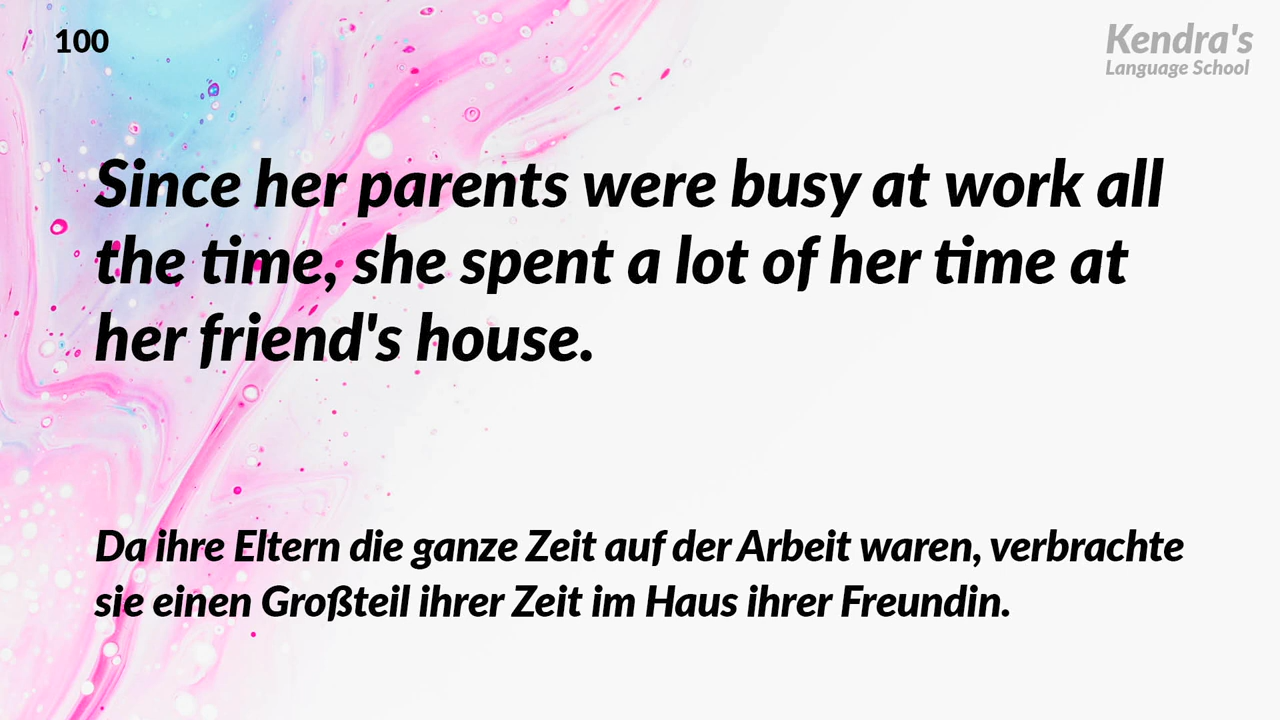 100
Kendra's
Language School
Since her parents were busy at work all
the time, she spent a lot of her time at
her friend's house.
Da ihre Eltern die ganze Zeit auf der Arbeit waren, verbrachte
sie einen Großteil ihrer Zeit im Haus ihrer Freundin.